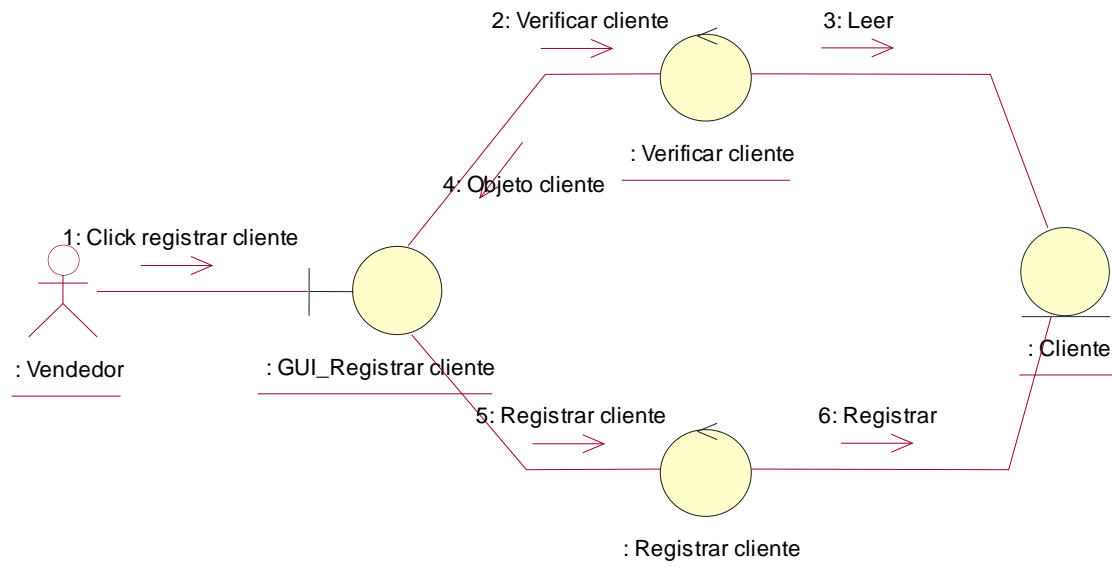 2: Verificar cliente
3: Leer
: Verificar cliente
4: Objeto cliente
1: Click registrar cliente
: Vendedor
: GUI_Registrar cliente
: Cliente
5: Registrar cliente
6: Registrar
: Registrar cliente